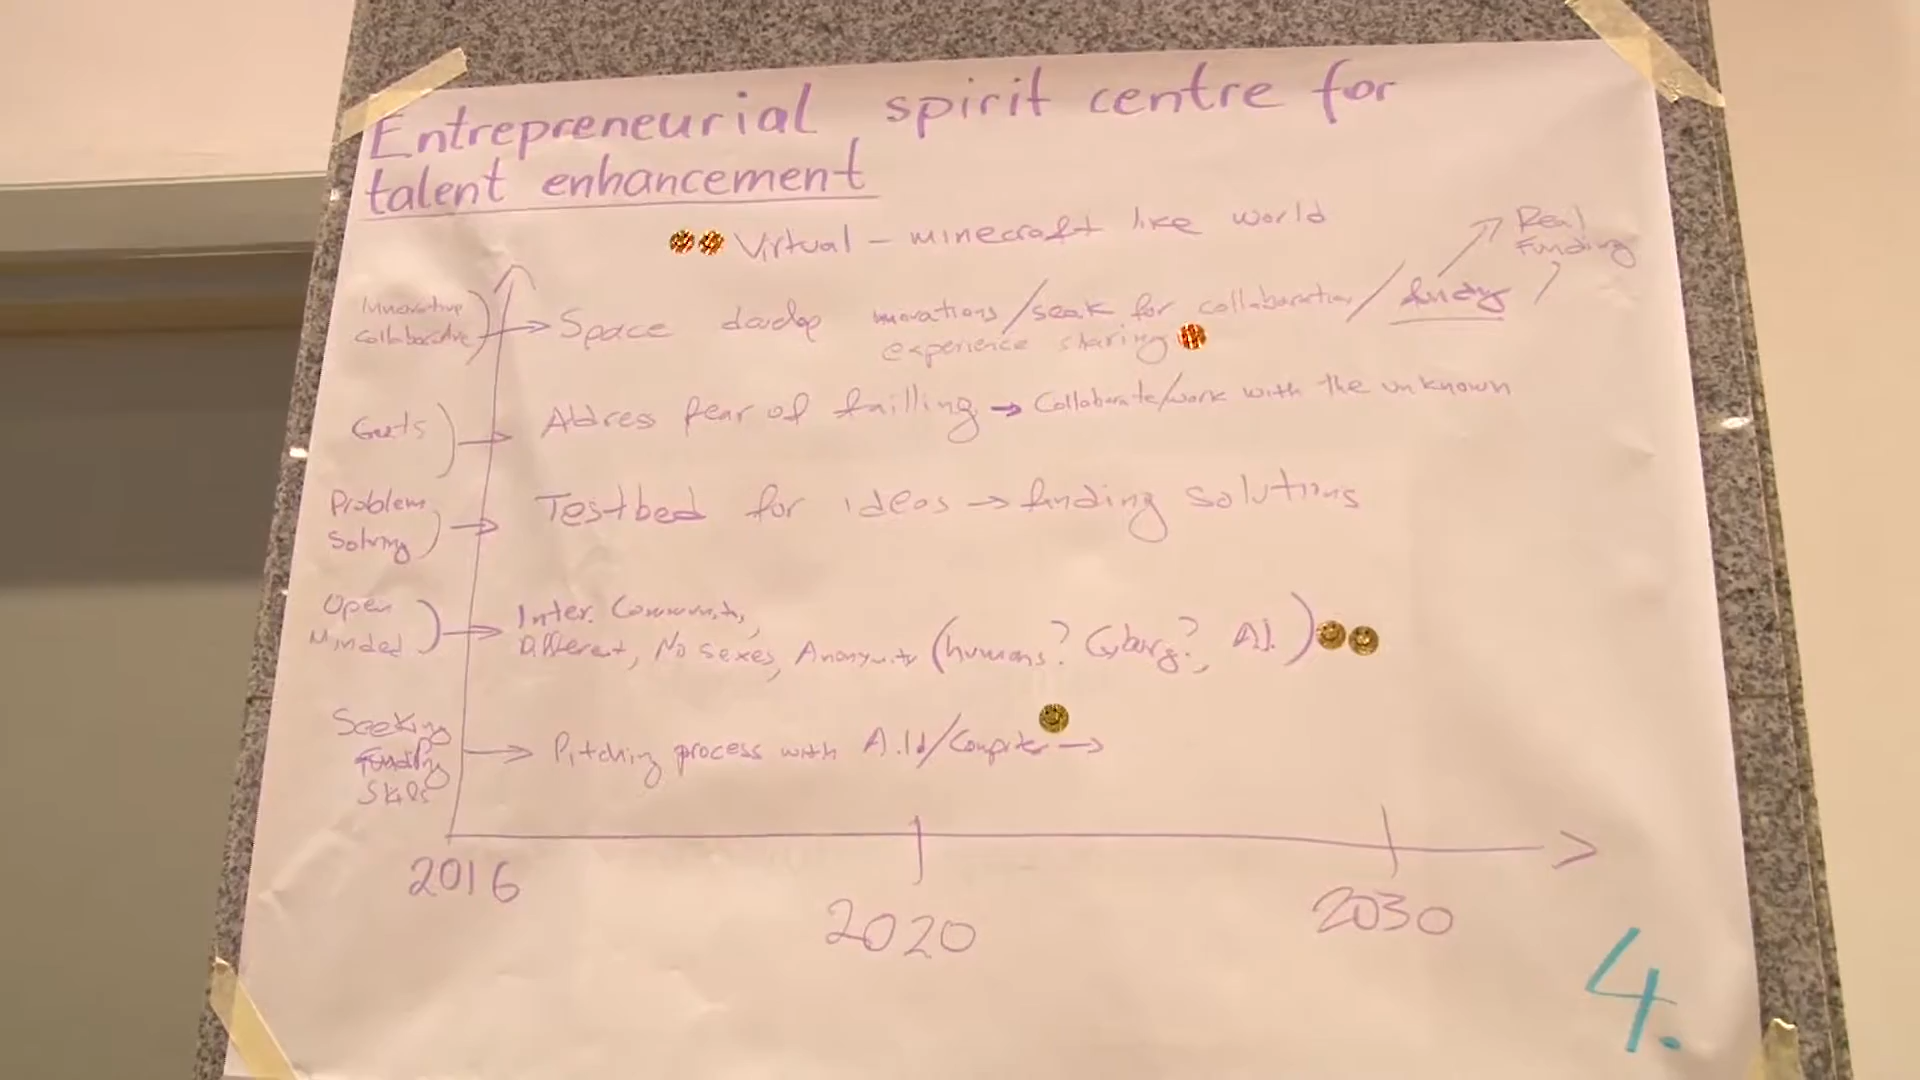 Entrepreneurial spirit centre for
talent enhancement
Virtual - minecraft like world
Real
Funding
Innovative
Collaborative
Space develop inovations/seak for collaboration/funding
experience sharing
Guts
Adress fear of failling → Collaborate/work with the unknown
Problem
Solving
Testbed for ideas → finding solutions
Open
Minded
Inter. Community,
Different, No sexes, Anonymity (humans? Cyborg?, A.I.)
Seeking
Funding
Skills
Pitching process with A.I/Computer →
2016
2020
2030
4.